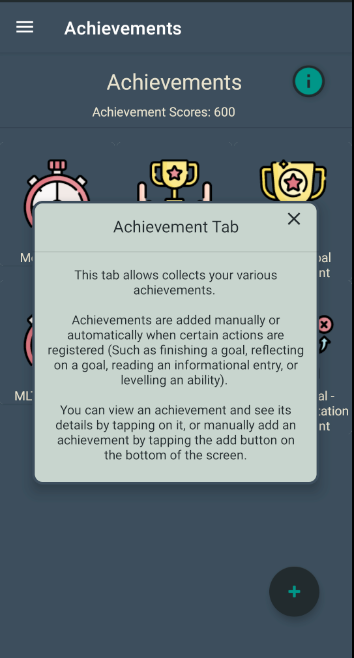 Achievements
Achievements
Achievement Scores: 600
Achievement Tab
This tab allows collects your various
achievements.
Achievements are added manually or
automatically when certain actions are
registered (Such as finishing a goal, reflecting
on a goal, reading an informational entry, or
levelling an ability).
You can view an achievement and see its
details by tapping on it, or manually add an
achievement by tapping the add button on
the bottom of the screen.